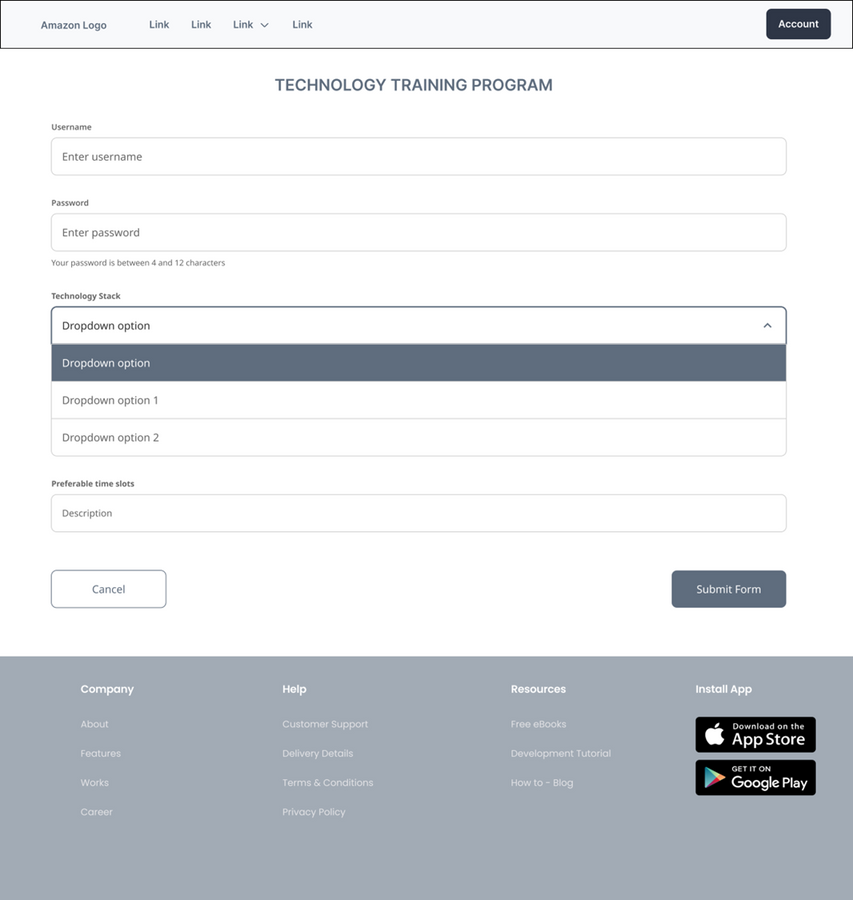 Amazon Logo
Link
Link
Link
Link
Account
TECHNOLOGY TRAINING PROGRAM
Username
Enter username
Password
Enter password
Your password is between 4 and 12 characters
Technology Stack
Dropdown option
Dropdown option
Dropdown option 1
Dropdown option 2
Preferable time slots
Description
Cancel
Submit Form
Company
About
Features
Works
Career
Help
Customer Support
Delivery Details
Terms & Conditions
Privacy Policy
Resources
Free eBooks
Development Tutorial
How to - Blog
Install App
Download on the
App Store
GET IT ON
Google Play